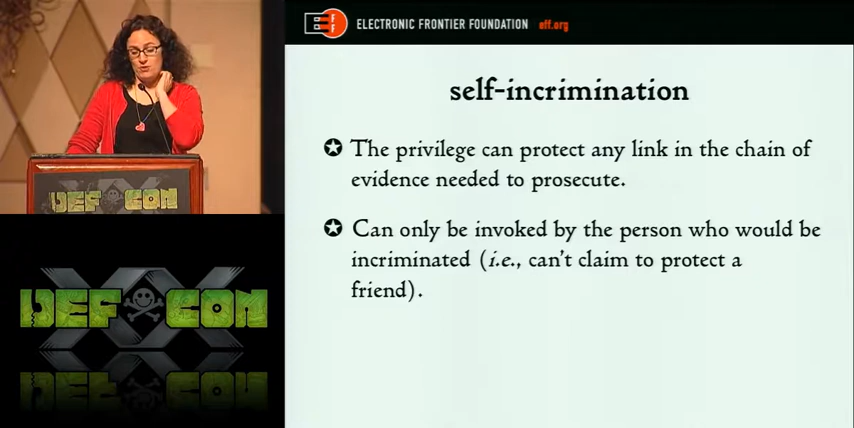 ELECTRONIC FRONTIER FOUNDATION eff.org
self-incrimination
The privilege can protect any link in the chain of
evidence needed to prosecute.
Can only be invoked by the person who would be
incriminated (i.e., can't claim to protect a
friend).
DEF CON
XX
DEF CON